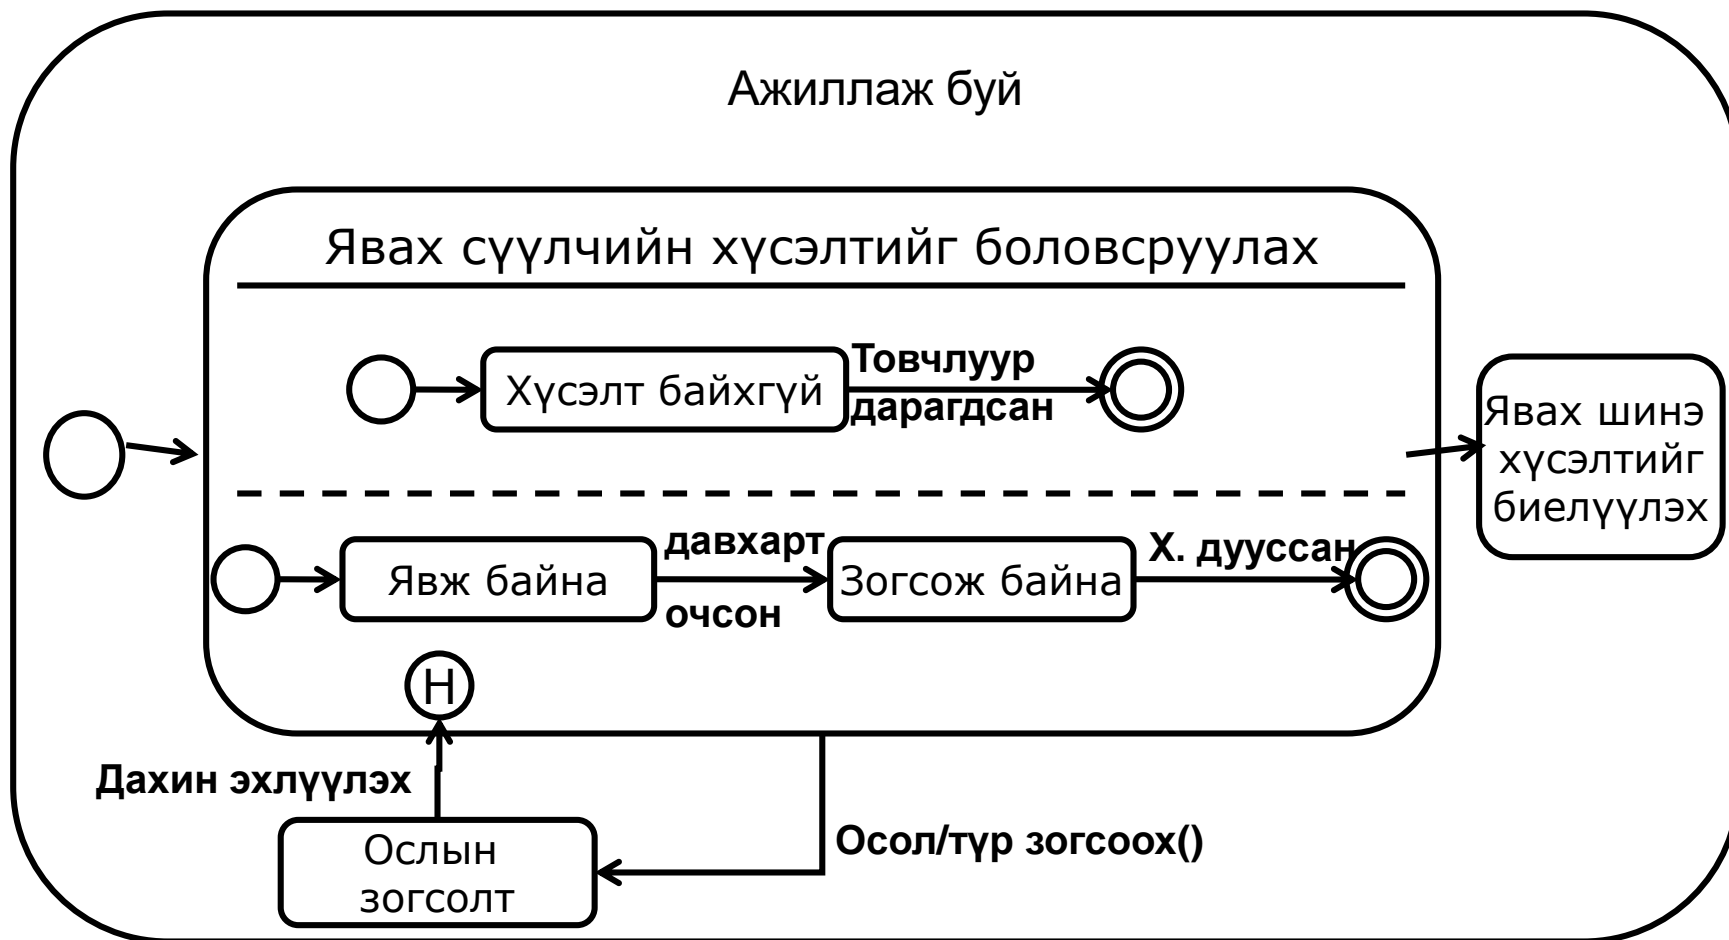 Ажиллаж буй
Явах сүүлчийн хүсэлтийг боловсруулах
Хүсэлт байхгүй
Товчлуур
дарагдсан
Явах шинэ
хүсэлтийг
биелүүлэх
Явж байна
давхарт
очсон
Зогсож байна
Х. дууссан
H
Дахин эхлүүлэх
Ослын
зогсолт
Осол/түр зогсоох()